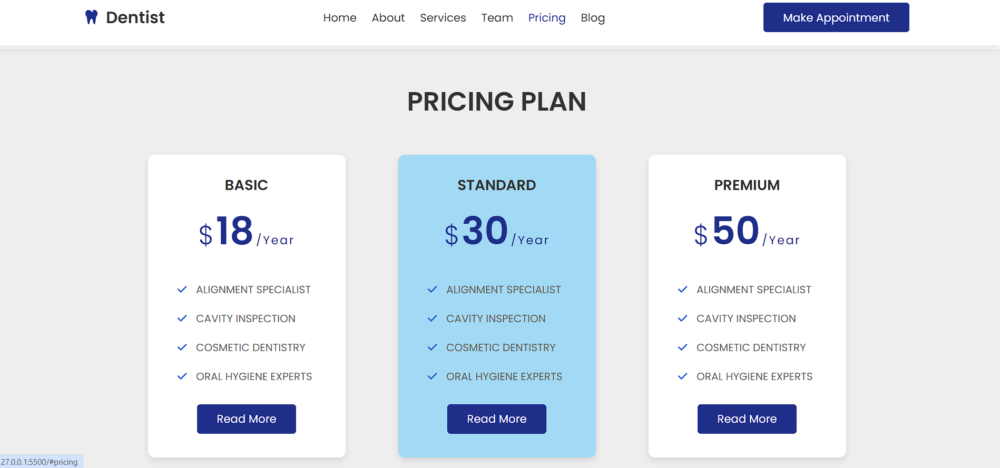 Dentist
Home About Services Team Pricing Blog
Make Appointment
PRICING PLAN
BASIC
$18/Year
ALIGNMENT SPECIALIST
CAVITY INSPECTION
COSMETIC DENTISTRY
ORAL HYGIENE EXPERTS
Read More
STANDARD
$30/Year
ALIGNMENT SPECIALIST
CAVITY INSPECTION
COSMETIC DENTISTRY
ORAL HYGIENE EXPERTS
Read More
PREMIUM
$50/Year
ALIGNMENT SPECIALIST
CAVITY INSPECTION
COSMETIC DENTISTRY
ORAL HYGIENE EXPERTS
Read More
27.0.0.1:5500/#pricing